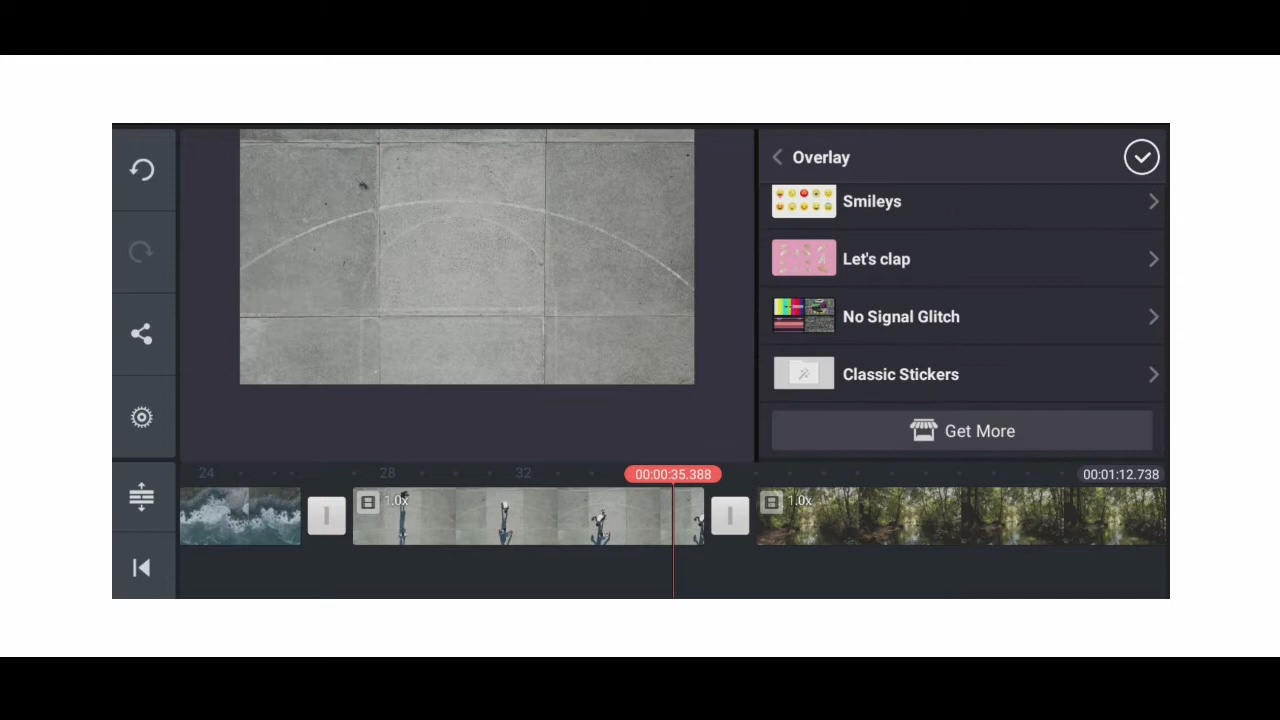 Overlay
Smileys
Let's clap
No Signal Glitch
Classic Stickers
Get More
24
28
32
00:00:35.388
00:01:12.738
1.0x
1.0x